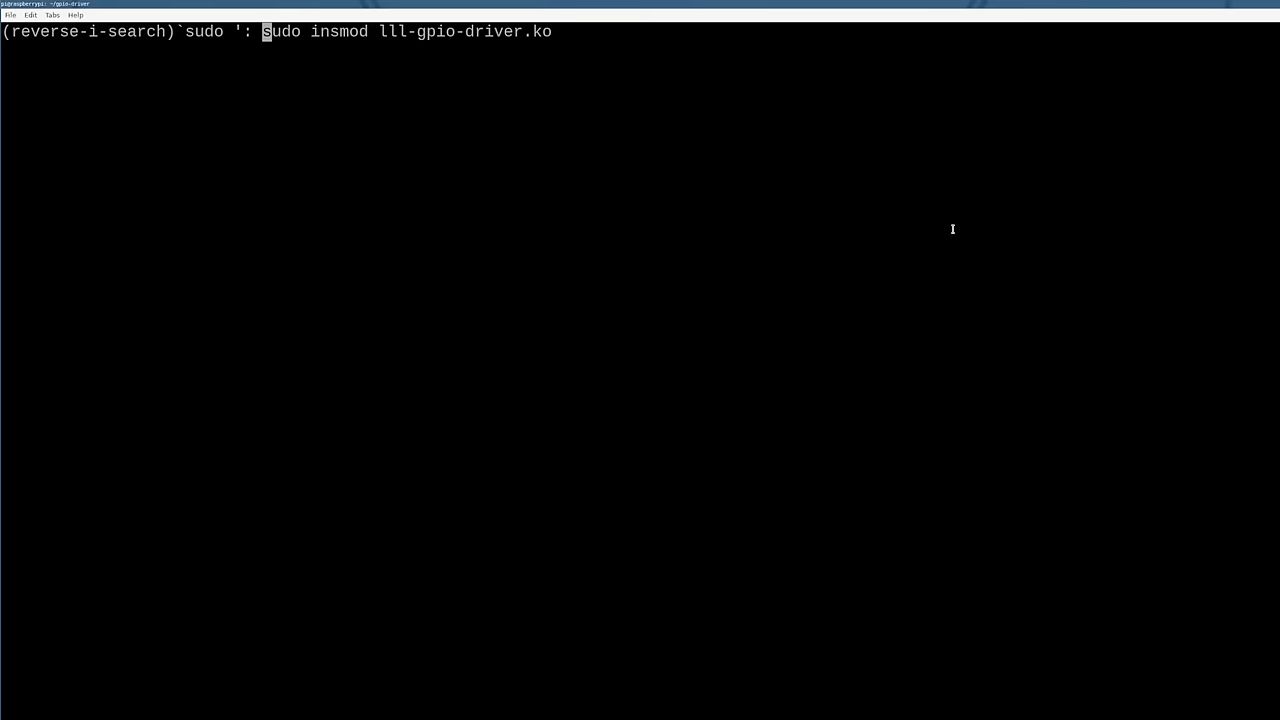 pi@raspberrypi: ~/gpio-driver
File Edit Tabs Help
(reverse-i-search)`sudo ': sudo insmod lll-gpio-driver.ko